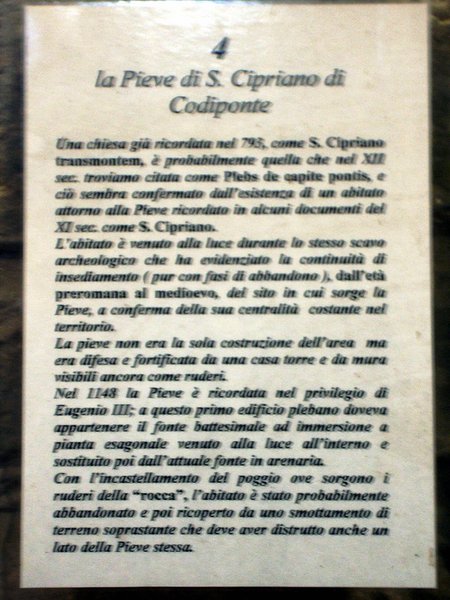 4
la Pieve di S. Cipriano di
Codiponte
Una chiesa già ricordata nel 793, come S. Cipriano
transmontem, è probabilmente quella che nel XII
sec. troviamo citata come Plebs de capite pontis, e
ciò sembra confermato dall'esistenza di un abitato
attorno alla Pieve ricordato in alcuni documenti del
XI sec. come S. Cipriano.
L'abitato è venuto alla luce durante lo stesso scavo
archeologico che ha evidenziato la continuità di
insediamento ( pur con fasi di abbandono ), dall'età
preromana al medioevo, del sito in cui sorge la
Pieve, a conferma della sua centralità costante nel
territorio.
La pieve non era la sola costruzione dell'area ma
era difesa e fortificata da una casa torre e da mura
visibili ancora come ruderi.
Nel 1148 la Pieve è ricordata nel privilegio di
Eugenio III; a questo primo edificio plebano doveva
appartenere il fonte battesimale ad immersione a
pianta esagonale venuto alla luce all'interno e
sostituito poi dall'attuale fonte in arenaria.
Con l'incastellamento del poggio ove sorgono i
ruderi della "rocca", l'abitato è stato probabilmente
abbandonato e poi ricoperto da uno smottamento di
terreno soprastante che deve aver distrutto anche un
lato della Pieve stessa.